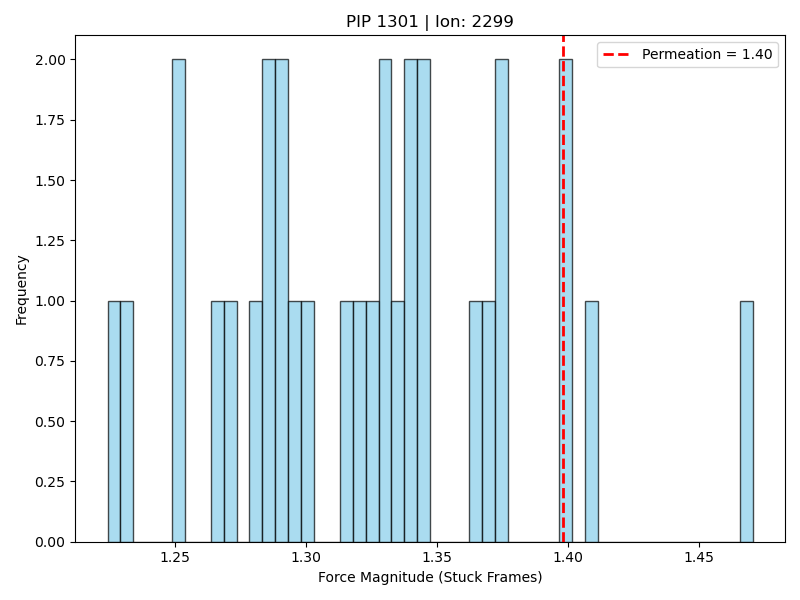 PIP 1301 | Ion: 2299
Permeation = 1.40
Frequency
2.00
1.75
1.50
1.25
1.00
0.75
0.50
0.25
0.00
1.25 1.30 1.35 1.40 1.45
Force Magnitude (Stuck Frames)